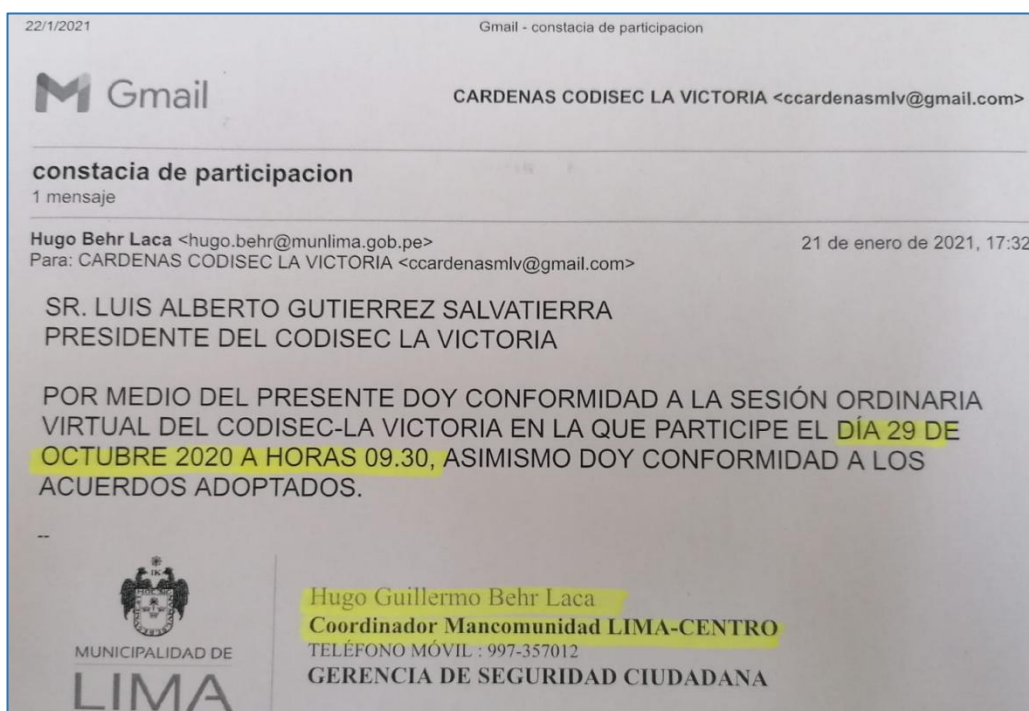 22/1/2021 Gmail - constacia de participacion
Gmail CARDENAS CODISEC LA VICTORIA <ccardenasmlv@gmail.com>
constacia de participacion
1 mensaje
Hugo Behr Laca <hugo.behr@munlima.gob.pe> 21 de enero de 2021, 17:32
Para: CARDENAS CODISEC LA VICTORIA <ccardenasmlv@gmail.com>
SR. LUIS ALBERTO GUTIERREZ SALVATIERRA
PRESIDENTE DEL CODISEC LA VICTORIA
POR MEDIO DEL PRESENTE DOY CONFORMIDAD A LA SESIÓN ORDINARIA
VIRTUAL DEL CODISEC-LA VICTORIA EN LA QUE PARTICIPE EL DÍA 29 DE
OCTUBRE 2020 A HORAS 09.30, ASIMISMO DOY CONFORMIDAD A LOS
ACUERDOS ADOPTADOS.
--
Hugo Guillermo Behr Laca
Coordinador Mancomunidad LIMA-CENTRO
TELÉFONO MÓVIL : 997-357012
GERENCIA DE SEGURIDAD CIUDADANA
MUNICIPALIDAD DE
LIMA